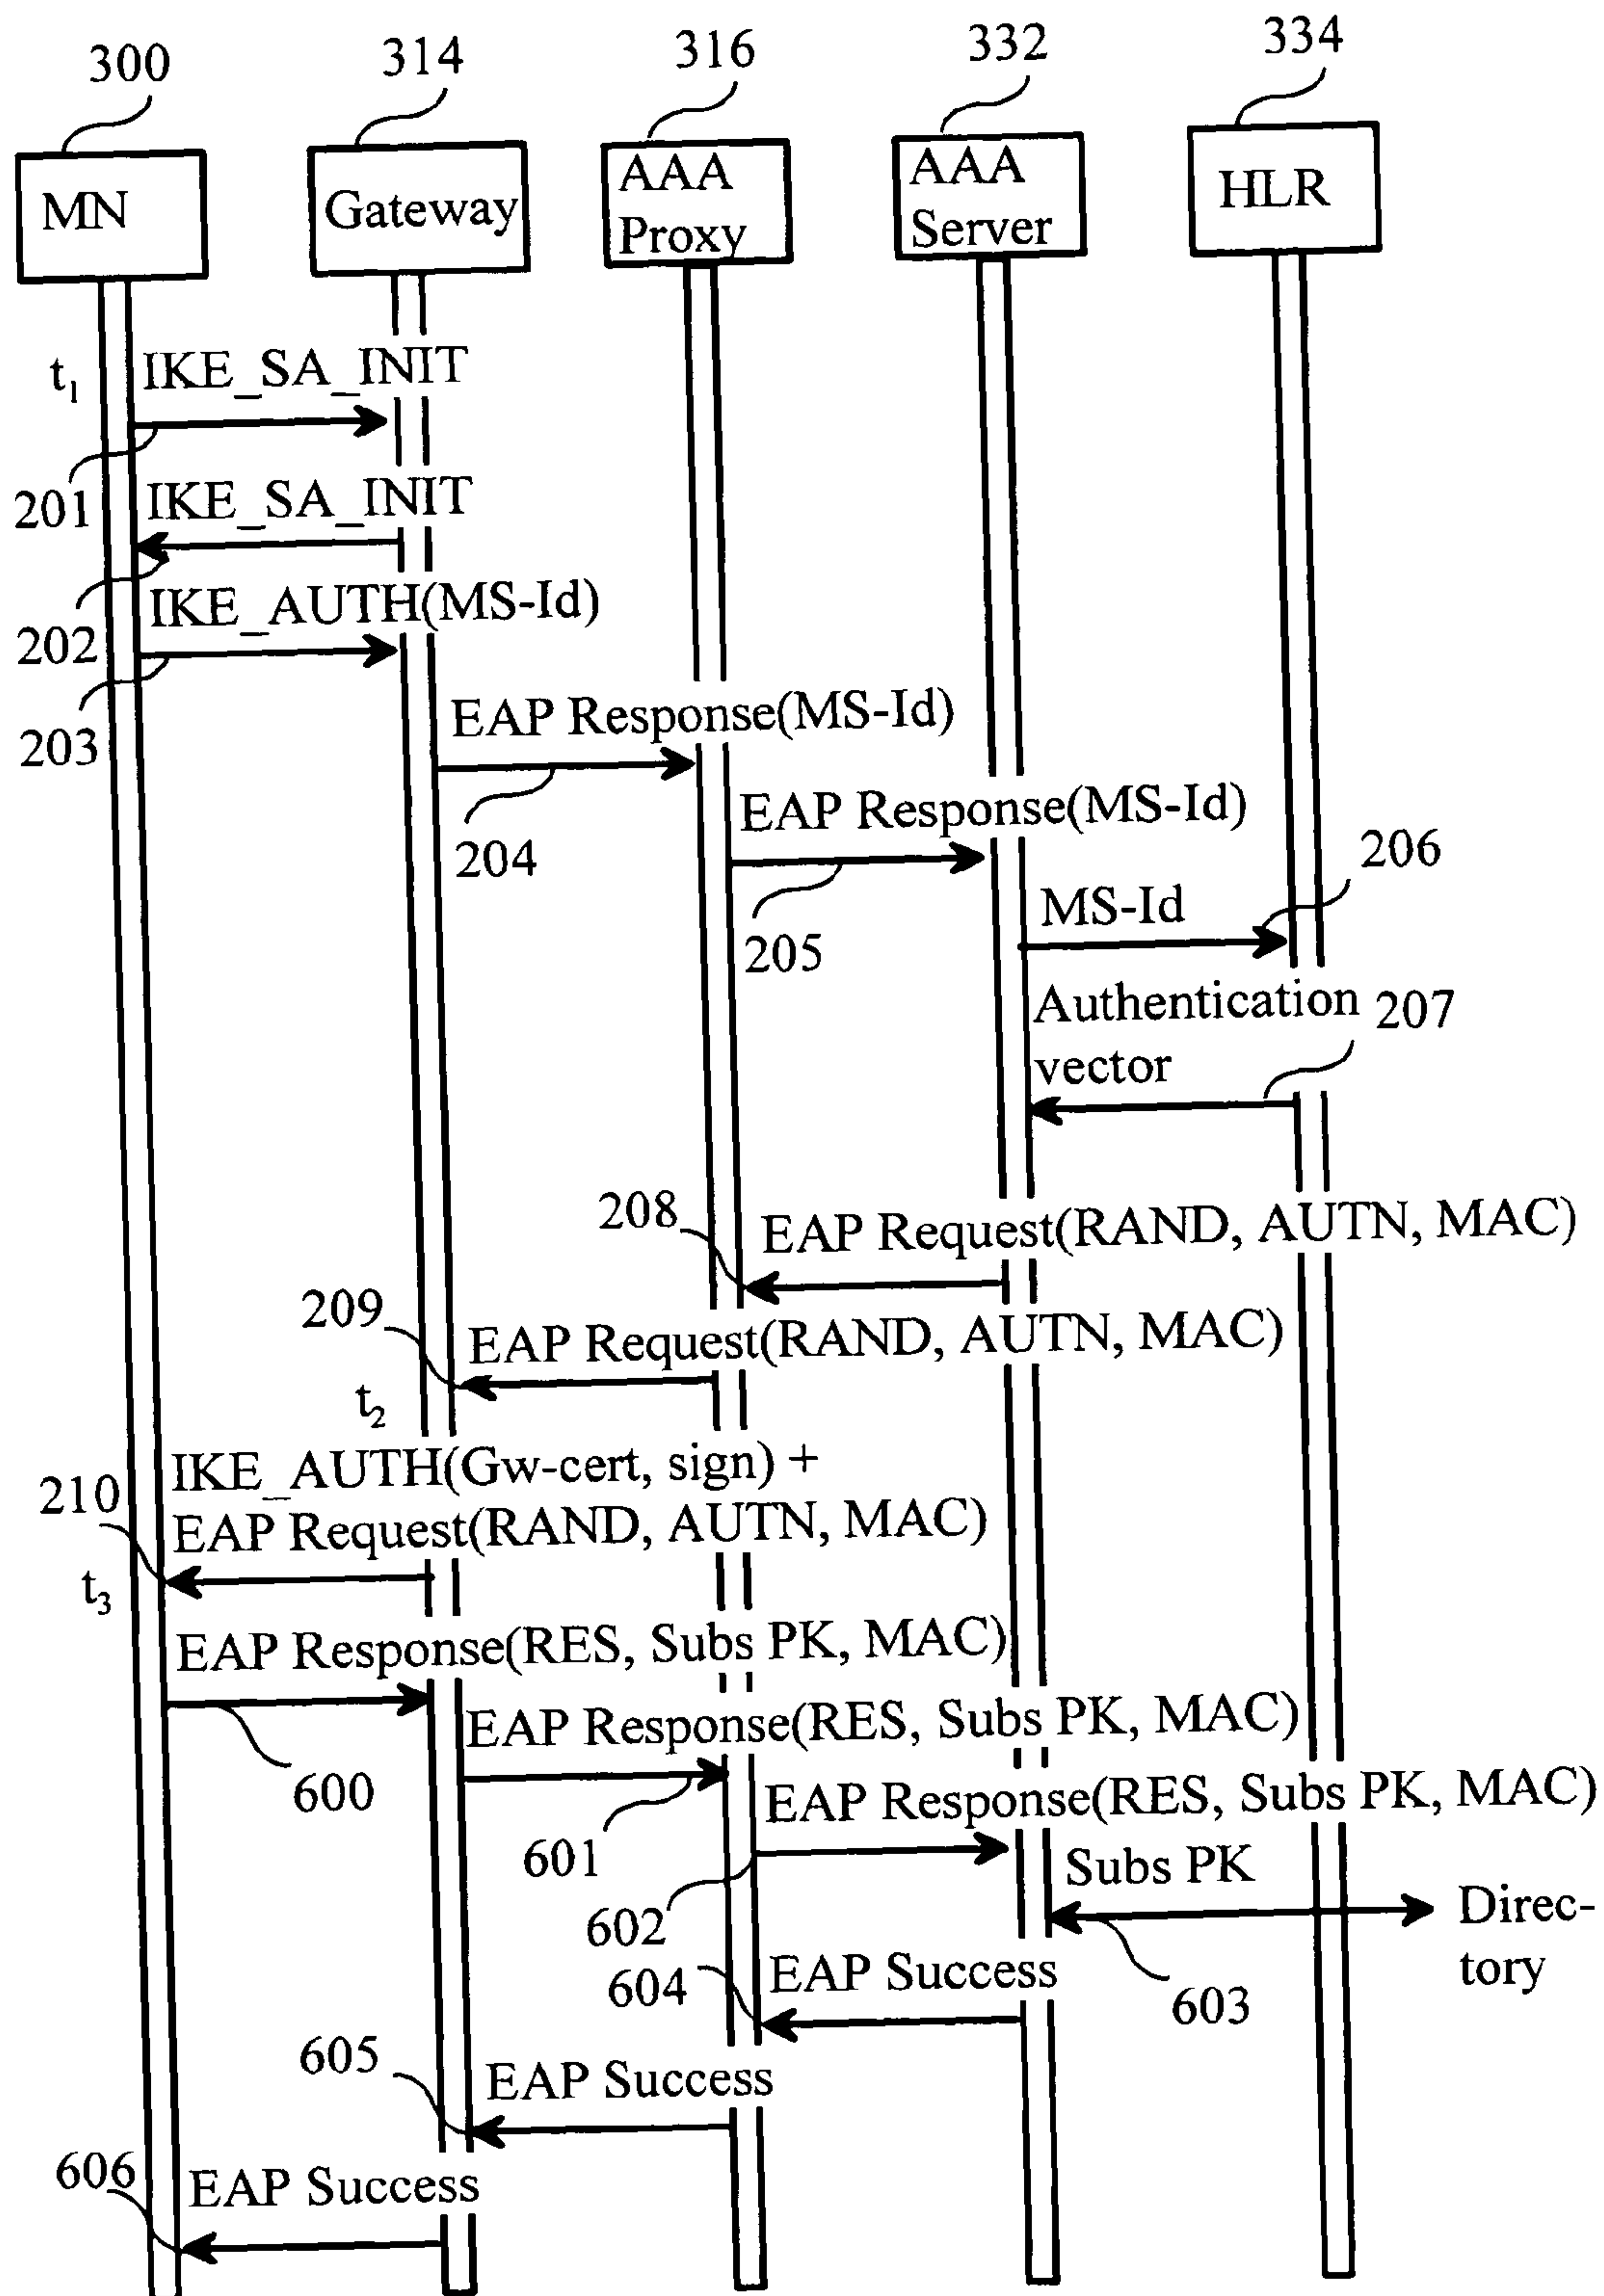 300
314
316
332
334
MN
Gateway
AAA
Proxy
AAA
Server
HLR
t1
IKE_SA_INIT
201
IKE_SA_INIT
202
IKE_AUTH(MS-Id)
203
EAP Response(MS-Id)
204
EAP Response(MS-Id)
205
206
MS-Id
Authentication
vector
207
208
EAP Request(RAND, AUTN, MAC)
209
EAP Request(RAND, AUTN, MAC)
t2
IKE_AUTH(Gw-cert, sign) +
210
EAP Request(RAND, AUTN, MAC)
t3
EAP Response(RES, Subs PK, MAC)
600
EAP Response(RES, Subs PK, MAC)
601
EAP Response(RES, Subs PK, MAC)
602
Subs PK
Direc-
tory
603
604
EAP Success
605
EAP Success
606
EAP Success